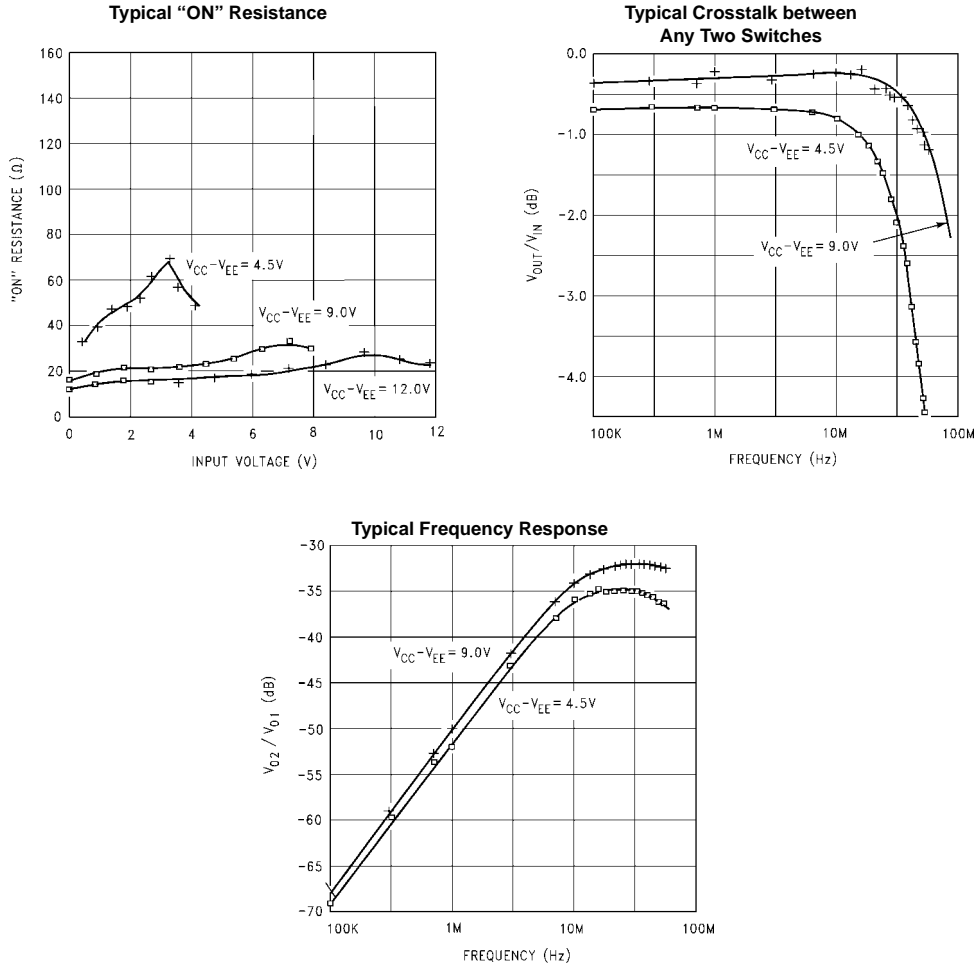 Typical “ON” Resistance
160
140
120
100
80
60
40
20
0
"ON" RESISTANCE (Ω)
V_CC-V_EE = 4.5V
V_CC-V_EE = 9.0V
V_CC-V_EE = 12.0V
0 2 4 6 8 10 12
INPUT VOLTAGE (V)
Typical Crosstalk between
Any Two Switches
0.0
-1.0
-2.0
-3.0
-4.0
V_OUT/V_IN (dB)
V_CC-V_EE = 4.5V
V_CC-V_EE = 9.0V
100K 1M 10M 100M
FREQUENCY (Hz)
Typical Frequency Response
-30
-35
-40
-45
-50
-55
-60
-65
-70
V_O2 / V_O1 (dB)
V_CC-V_EE = 9.0V
V_CC-V_EE = 4.5V
100K 1M 10M 100M
FREQUENCY (Hz)